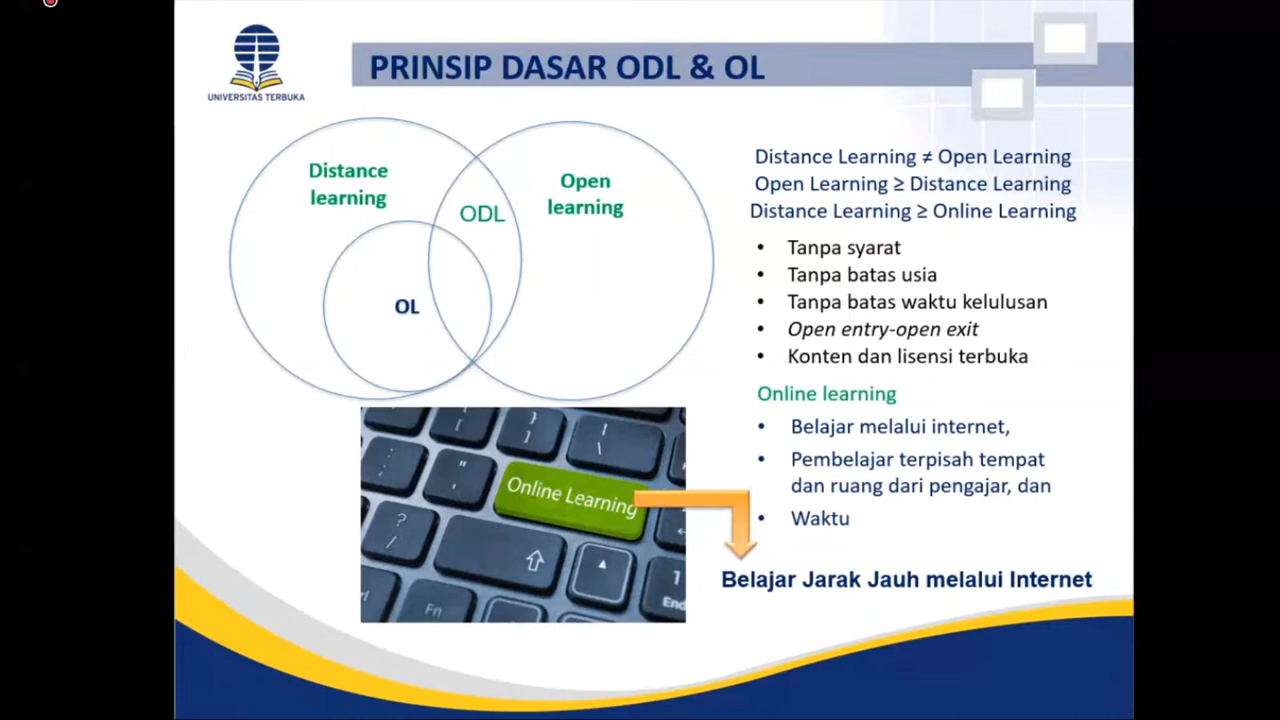 UNIVERSITAS TERBUKA
PRINSIP DASAR ODL & OL
Distance
learning
ODL
Open
learning
OL
Distance Learning ≠ Open Learning
Open Learning ≥ Distance Learning
Distance Learning ≥ Online Learning
• Tanpa syarat
• Tanpa batas usia
• Tanpa batas waktu kelulusan
• Open entry-open exit
• Konten dan lisensi terbuka
Online learning
• Belajar melalui internet,
• Pembelajar terpisah tempat
dan ruang dari pengajar, dan
• Waktu
Online Learning
Fn
End
Belajar Jarak Jauh melalui Internet